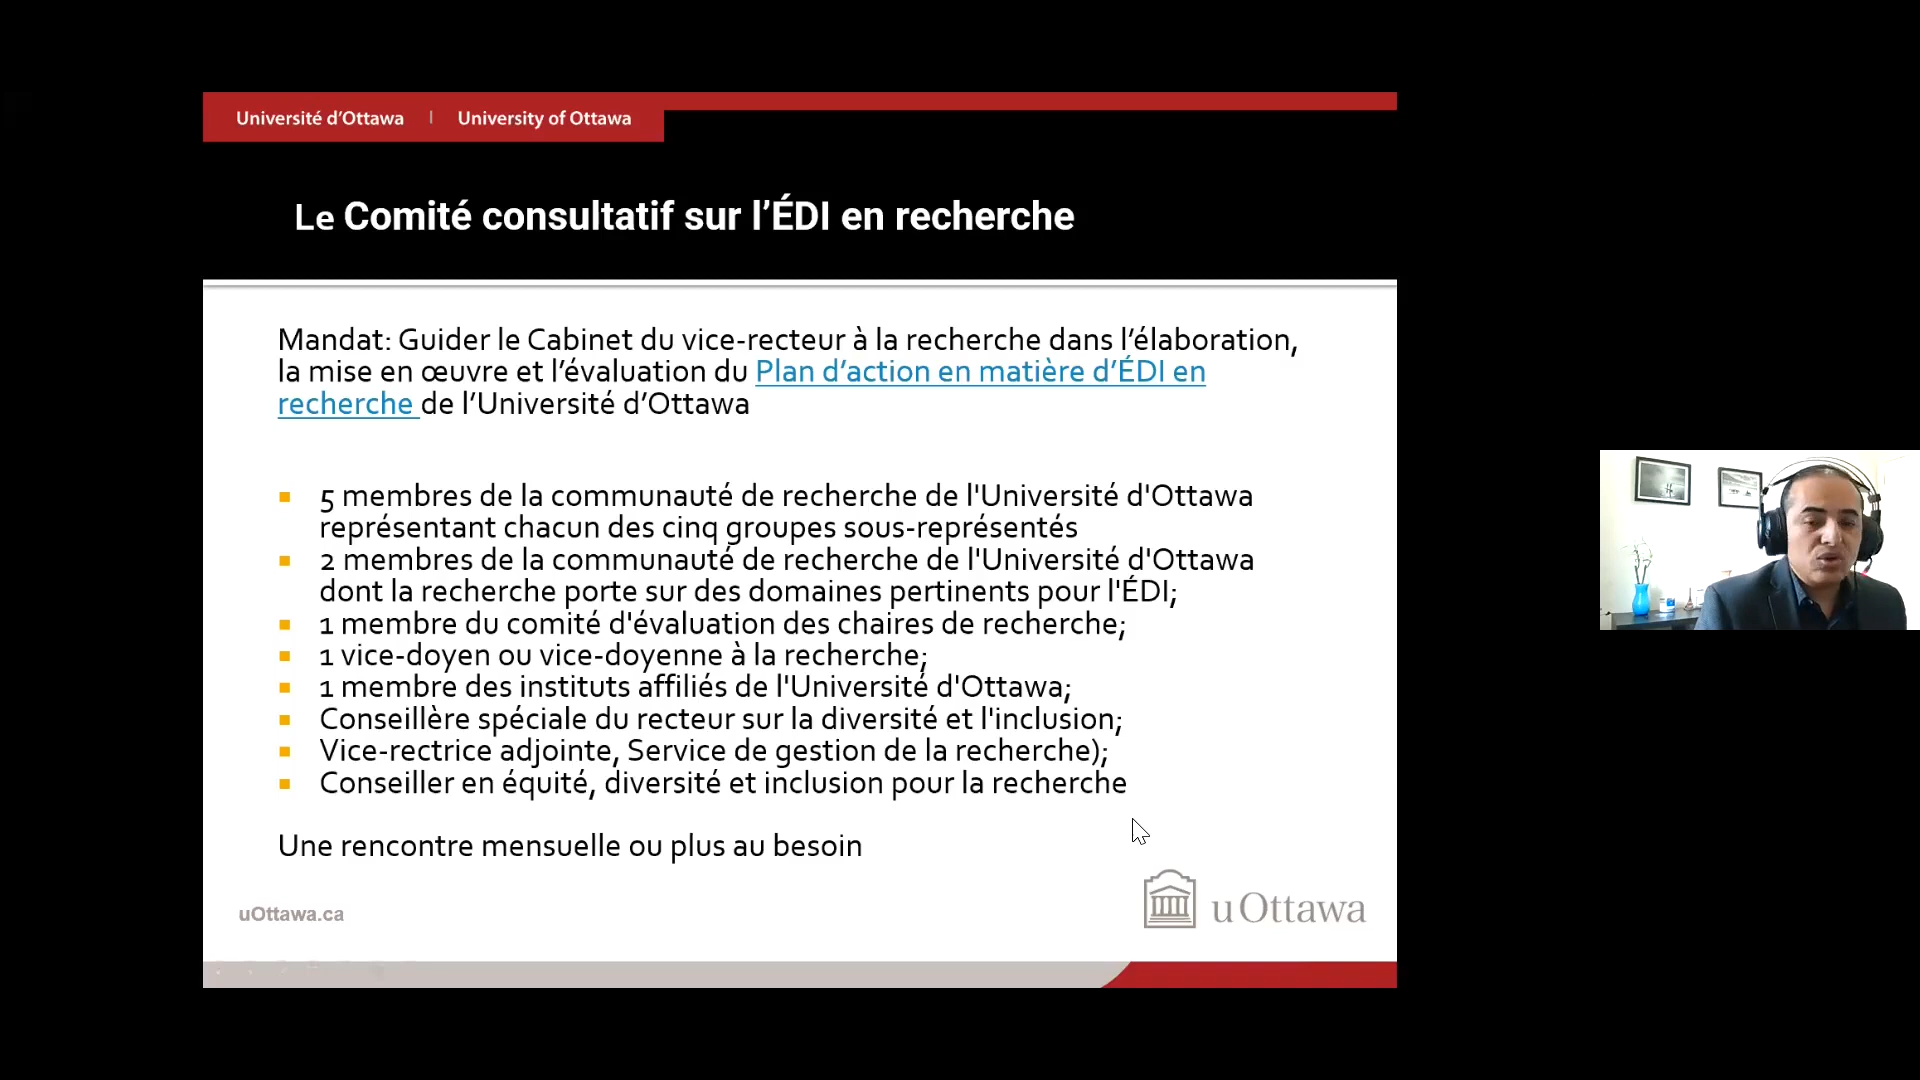 Université d’Ottawa | University of Ottawa
Le Comité consultatif sur l’ÉDI en recherche
Mandat: Guider le Cabinet du vice-recteur à la recherche dans l’élaboration,
la mise en œuvre et l’évaluation du Plan d’action en matière d’ÉDI en
recherche de l’Université d’Ottawa
5 membres de la communauté de recherche de l'Université d'Ottawa
représentant chacun des cinq groupes sous-représentés
2 membres de la communauté de recherche de l'Université d'Ottawa
dont la recherche porte sur des domaines pertinents pour l'ÉDI;
1 membre du comité d'évaluation des chaires de recherche;
1 vice-doyen ou vice-doyenne à la recherche;
1 membre des instituts affiliés de l'Université d'Ottawa;
Conseillère spéciale du recteur sur la diversité et l'inclusion;
Vice-rectrice adjointe, Service de gestion de la recherche);
Conseiller en équité, diversité et inclusion pour la recherche
Une rencontre mensuelle ou plus au besoin
uOttawa.ca
uOttawa